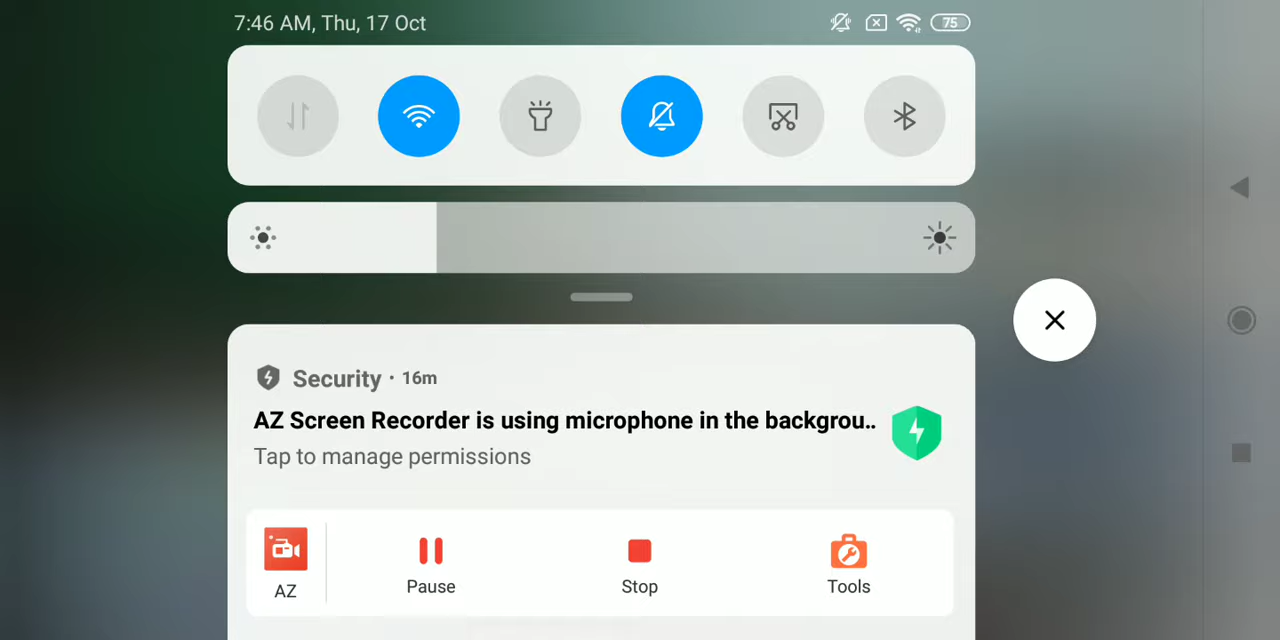 7:46 AM, Thu, 17 Oct
75
Security · 16m
AZ Screen Recorder is using microphone in the backgrou..
Tap to manage permissions
AZ
Pause
Stop
Tools